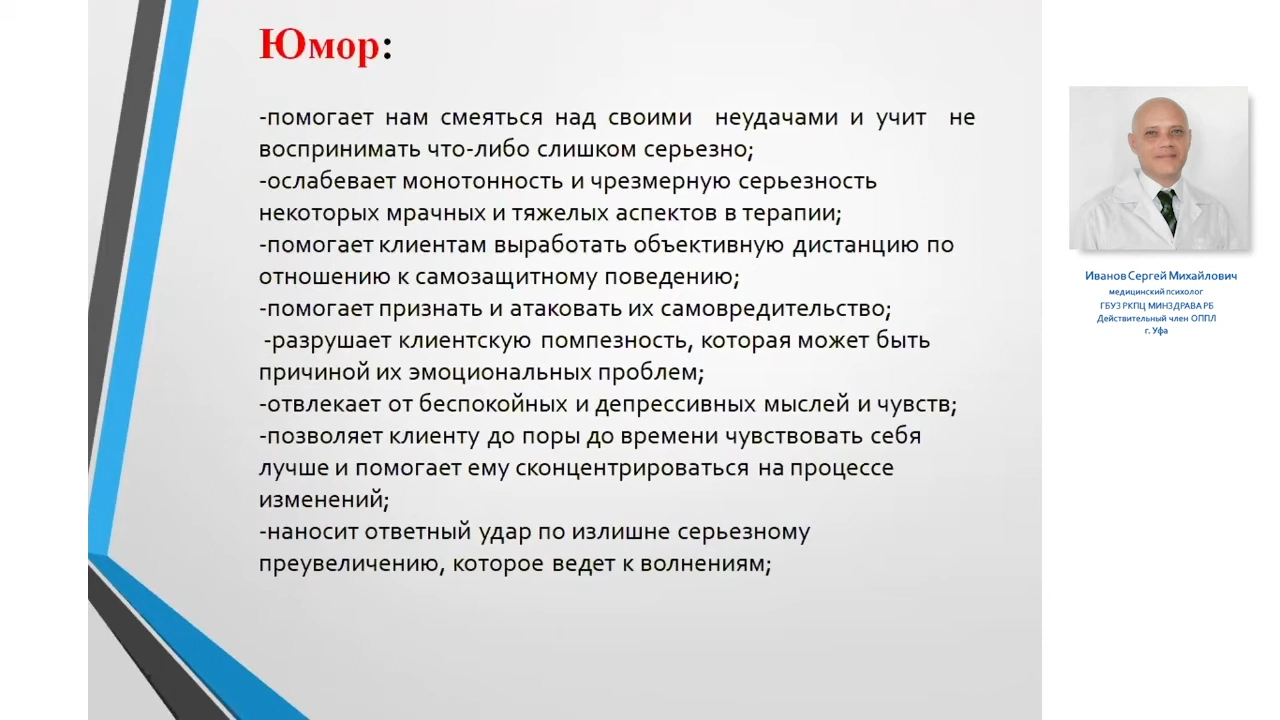 Юмор:
-помогает нам смеяться над своими неудачами и учит не
воспринимать что-либо слишком серьезно;
-ослабевает монотонность и чрезмерную серьезность
некоторых мрачных и тяжелых аспектов в терапии;
-помогает клиентам выработать объективную дистанцию по
отношению к самозащитному поведению;
-помогает признать и атаковать их самовредительство;
-разрушает клиентскую помпезность, которая может быть
причиной их эмоциональных проблем;
-отвлекает от беспокойных и депрессивных мыслей и чувств;
-позволяет клиенту до поры до времени чувствовать себя
лучше и помогает ему сконцентрироваться на процессе
изменений;
-наносит ответный удар по излишне серьезному
преувеличению, которое ведет к волнениям;
Иванов Сергей Михайлович
медицинский психолог
ГБУЗ РКПЦ МИНЗДРАВА РБ
Действительный член ОППЛ
г. Уфа